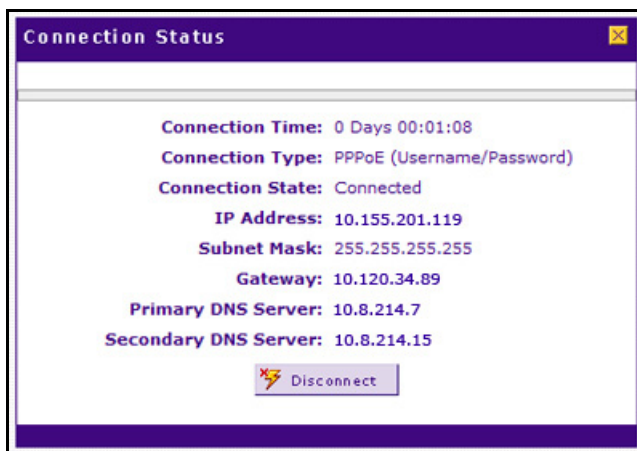 Connection Status
Connection Time: 0 Days 00:01:08
Connection Type: PPPoE (Username/Password)
Connection State: Connected
IP Address: 10.155.201.119
Subnet Mask: 255.255.255.255
Gateway: 10.120.34.89
Primary DNS Server: 10.8.214.7
Secondary DNS Server: 10.8.214.15
Disconnect